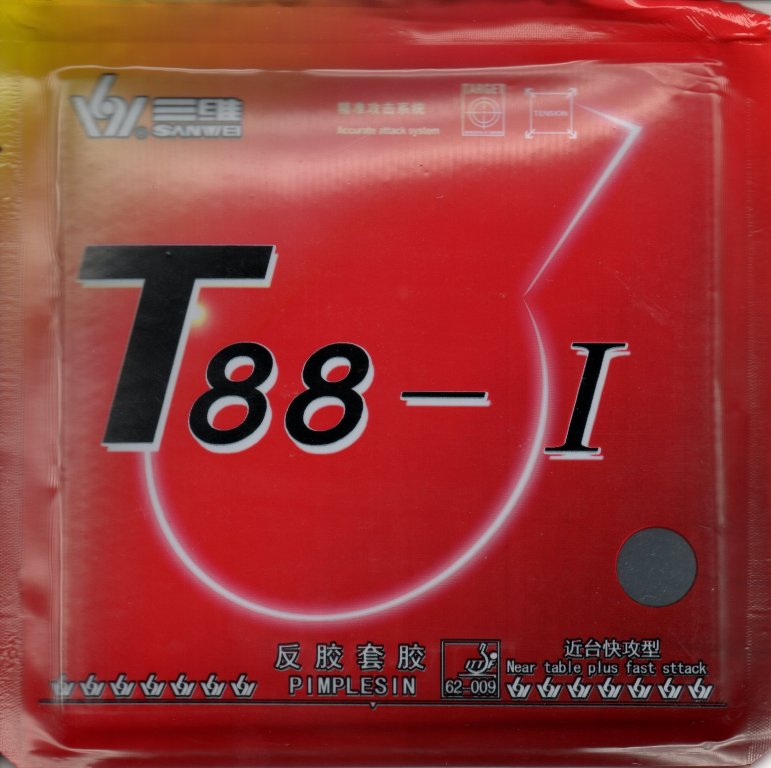 三维
SANWEI
精准攻击系统
Accurate attack system
TARGET
TENSION
T88-I
反胶套胶
PIMPLESIN
62-009
近台快攻型
Near table plus fast sttack